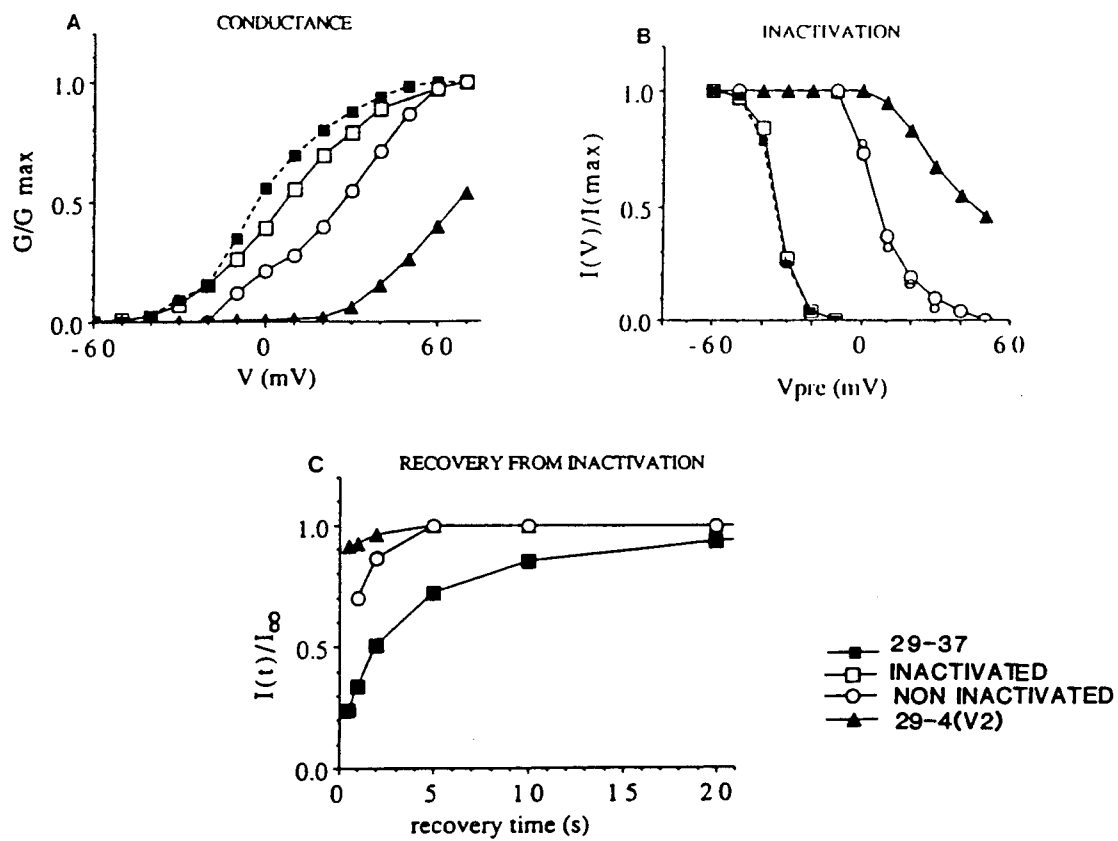 A
CONDUCTANCE
G/G max
1.0
0.5
0.0
-60
0
60
V (mV)
B
INACTIVATION
I(V)/I(max)
1.0
0.5
0.0
-60
0
60
Vpre (mV)
C
RECOVERY FROM INACTIVATION
I(t)/I∞
1.0
0.5
0.0
0
5
10
15
20
recovery time (s)
29-37
INACTIVATED
NON INACTIVATED
29-4(V2)